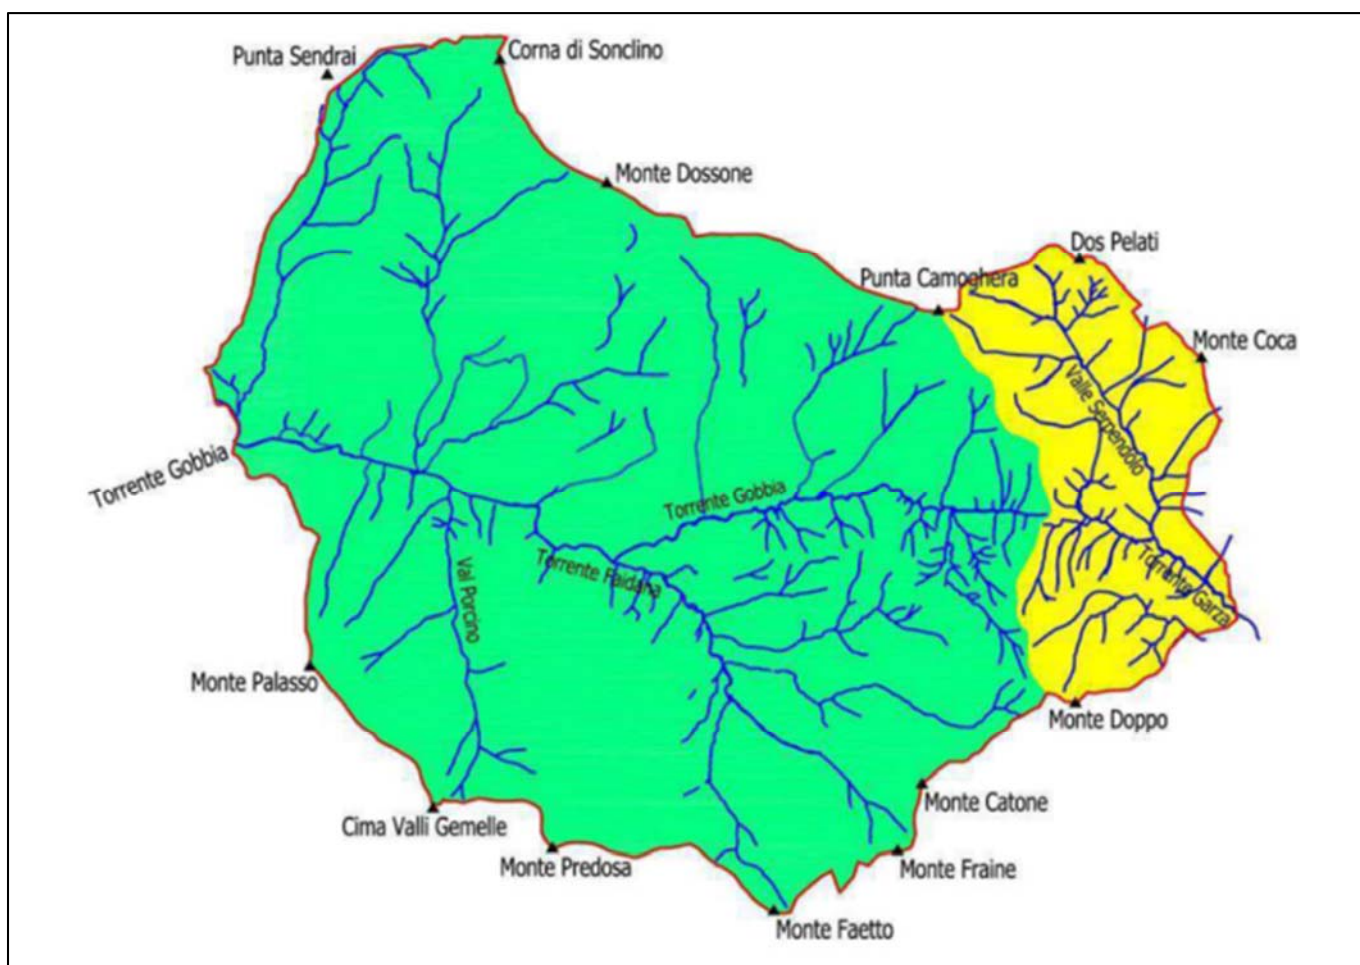 Punta Sendrai
Corna di Sonclino
Monte Dossone
Dos Pelati
Punta Camoghera
Monte Coca
Valle Serpendolo
Torrente Gobbia
Torrente Gobbia
Torrente Faidana
Val Porcino
Torrente Garza
Monte Palasso
Monte Doppo
Monte Catone
Cima Valli Gemelle
Monte Predosa
Monte Fraine
Monte Faetto